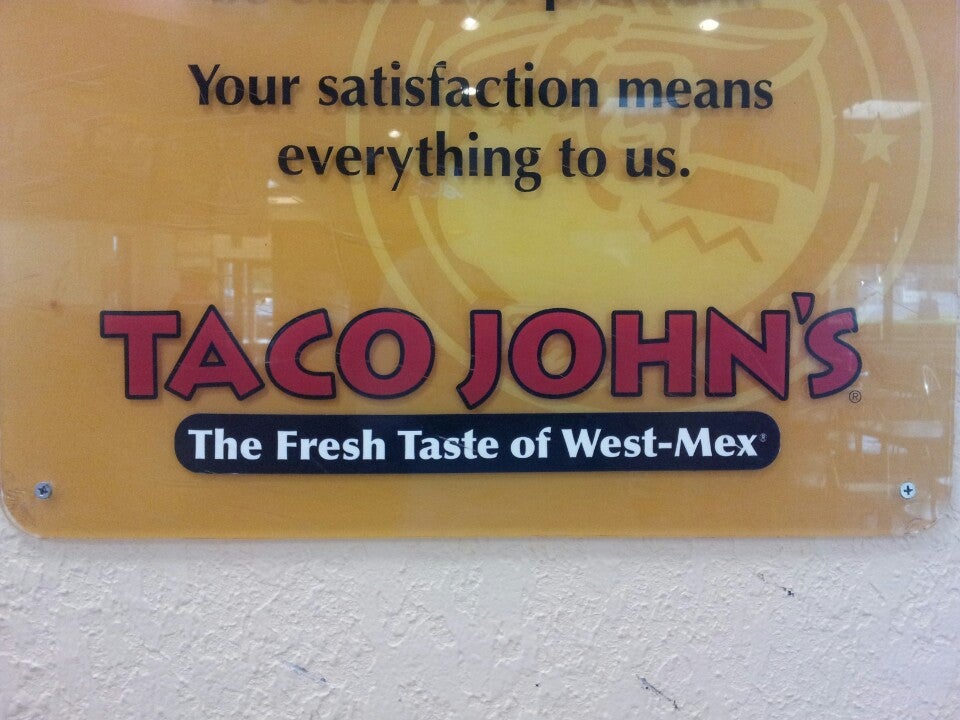 Your satisfaction means
everything to us.
TACO JOHN'S®
The Fresh Taste of West-Mex®